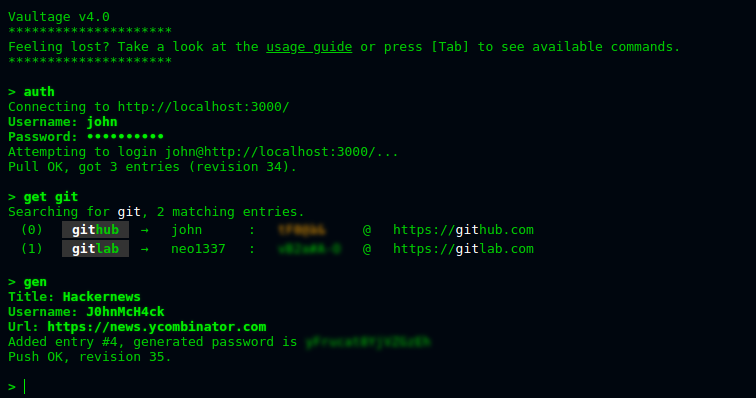 Vaultage v4.0
*********************
Feeling lost? Take a look at the usage guide or press [Tab] to see available commands.
*********************
> auth
Connecting to http://localhost:3000/
Username: john
Password: ••••••••••
Attempting to login john@http://localhost:3000/...
Pull OK, got 3 entries (revision 34).
> get git
Searching for git, 2 matching entries.
(0) github → john : @ https://github.com
(1) gitlab → neo1337 : @ https://gitlab.com
> gen
Title: Hackernews
Username: J0hnMcH4ck
Url: https://news.ycombinator.com
Added entry #4, generated password is
Push OK, revision 35.
>